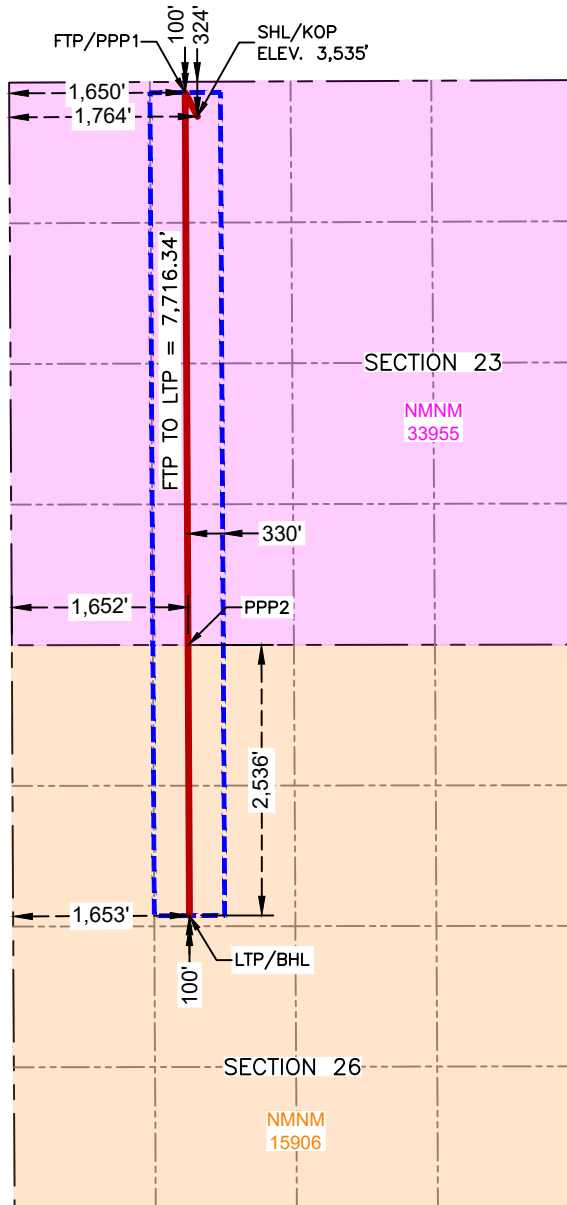 FTP/PPP1
100'
324'
SHL/KOP
ELEV. 3,535'
1,650'
1,764'
FTP TO LTP = 7,716.34'
SECTION 23
NMNM
33955
330'
1,652'
PPP2
2,536'
1,653'
LTP/BHL
100'
SECTION 26
NMNM
15906